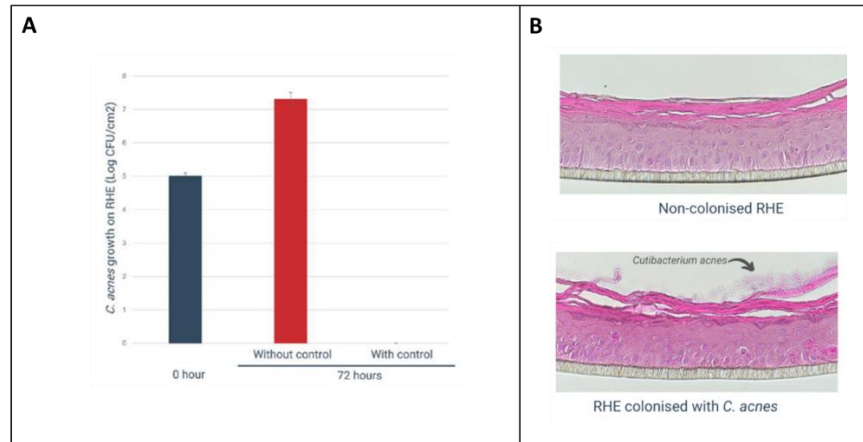 A
C. acnes growth on RHE (Log CFU/cm2)
8
7
6
5
4
3
2
1
0
Without control
With control
0 hour
72 hours
B
Non-colonised RHE
Cutibacterium acnes
RHE colonised with C. acnes